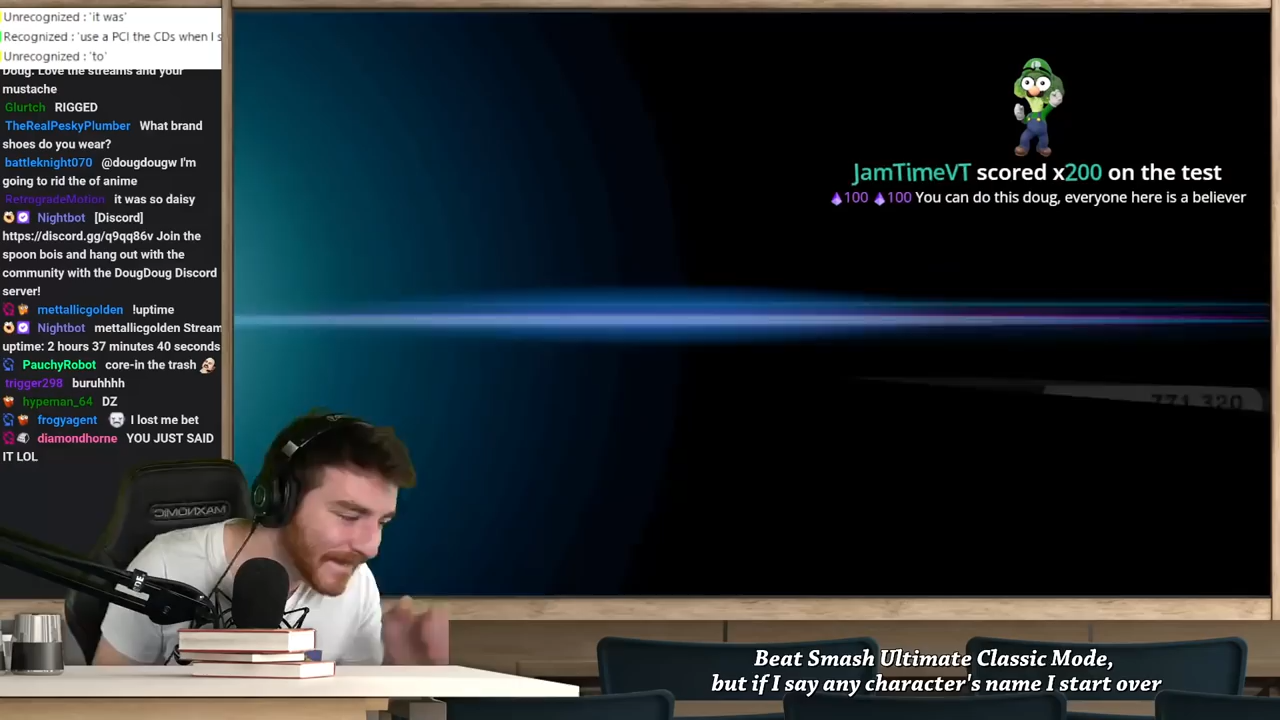 Unrecognized : 'it was'
Recognized : 'use a PCI the CDs when I s
Unrecognized : 'to'
Doug. Love the streams and your
mustache
Glurtch RIGGED
TheRealPeskyPlumber What brand
shoes do you wear?
battleknight070 @dougdougw I'm
going to rid the of anime
RetrogradeMotion it was so daisy
Nightbot [Discord]
https://discord.gg/q9qq86v Join the
spoon bois and hang out with the
community with the DougDoug Discord
server!
mettallicgolden !uptime
Nightbot mettallicgolden Stream
uptime: 2 hours 37 minutes 40 seconds
PauchyRobot core-in the trash
trigger298 buruhhhh
hypeman_64 DZ
frogyagent I lost me bet
diamondhorne YOU JUST SAID
IT LOL
JamTimeVT scored x200 on the test
100 100 You can do this doug, everyone here is a believer
771,320
MAXNOMIC
Beat Smash Ultimate Classic Mode,
but if I say any character's name I start over